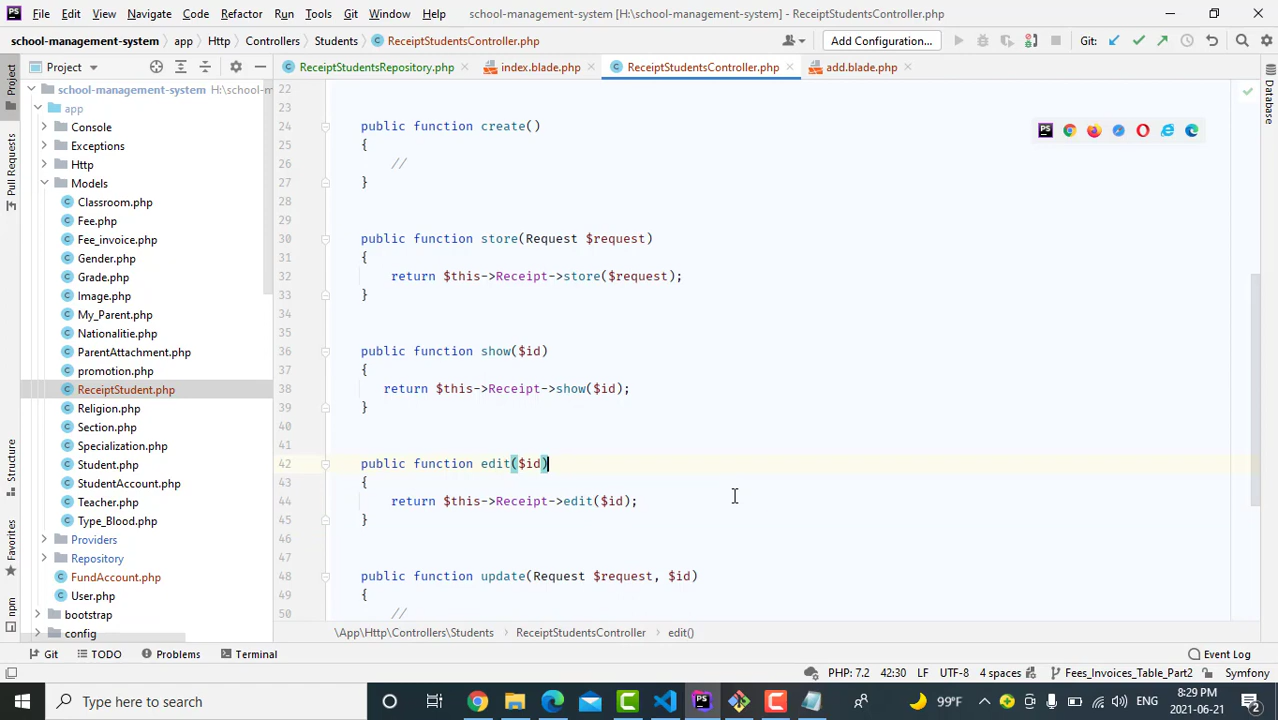 File Edit View Navigate Code Refactor Run Tools Git Window Help school-management-system [H:\school-management-system] - ReceiptStudentsController.php
school-management-system app Http Controllers Students ReceiptStudentsController.php Add Configuration... Git:
Project ReceiptStudentsRepository.php index.blade.php ReceiptStudentsController.php add.blade.php
school-management-system H:\school-m
app
Console
Exceptions
Http
Models
Classroom.php
Fee.php
Fee_invoice.php
Gender.php
Grade.php
Image.php
My_Parent.php
Nationalitie.php
ParentAttachment.php
promotion.php
ReceiptStudent.php
Religion.php
Section.php
Specialization.php
Student.php
StudentAccount.php
Teacher.php
Type_Blood.php
Providers
Repository
FundAccount.php
User.php
bootstrap
config
Project
Pull Requests
Structure
Favorites
npm
Database
22
23
24 public function create()
25 {
26 //
27 }
28
29
30 public function store(Request $request)
31 {
32 return $this->Receipt->store($request);
33 }
34
35
36 public function show($id)
37 {
38 return $this->Receipt->show($id);
39 }
40
41
42 public function edit($id)
43 {
44 return $this->Receipt->edit($id);
45 }
46
47
48 public function update(Request $request, $id)
49 {
50 //
\App\Http\Controllers\Students ReceiptStudentsController edit()
Git TODO Problems Terminal Event Log
PHP: 7.2 42:30 LF UTF-8 4 spaces Fees_Invoices_Table_Part2 Symfony
Type here to search 99°F ENG 8:29 PM
2021-06-21 2